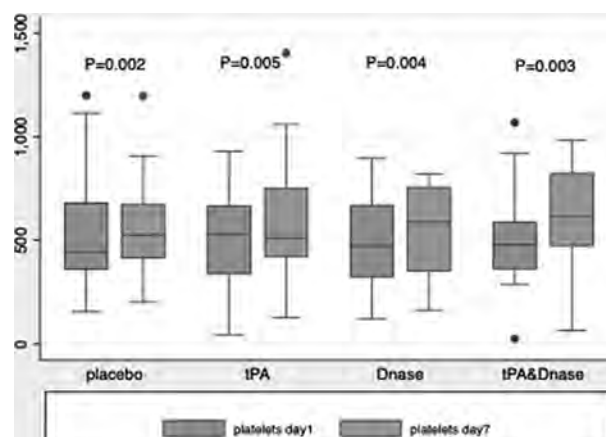 1,500
P=0.002 P=0.005 P=0.004 P=0.003
1,000
500
0
placebo tPA Dnase tPA&Dnase
platelets day1 platelets day7